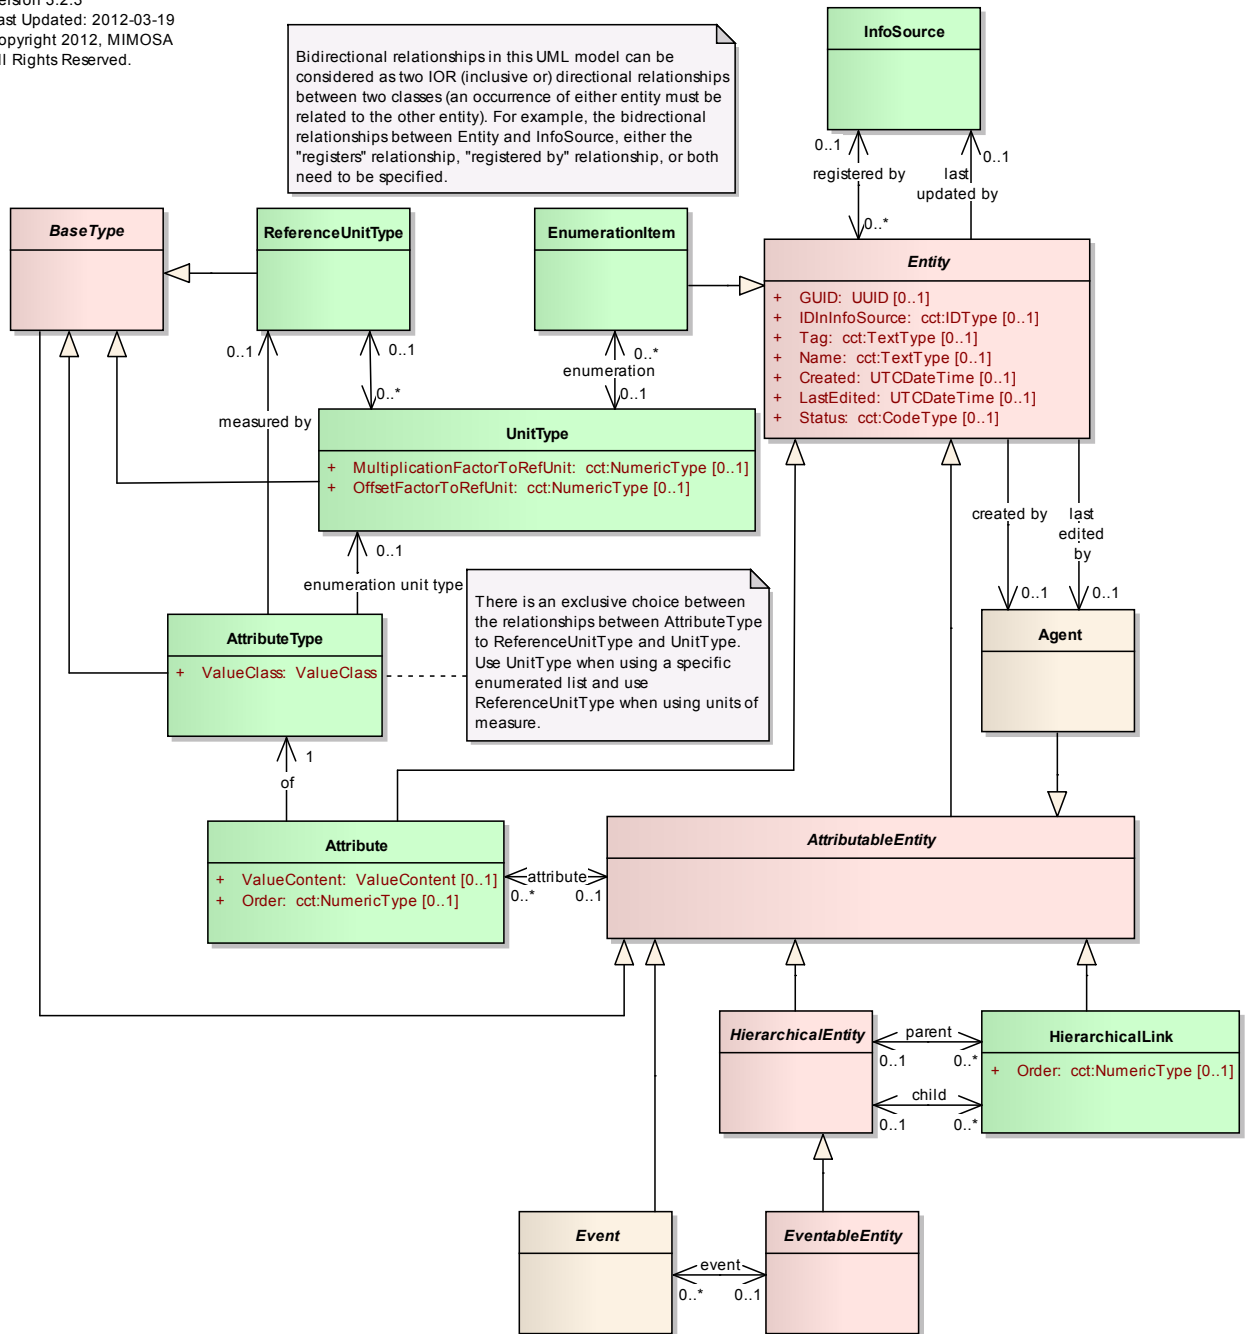 ersion 3.2.3
ast Updated: 2012-03-19
opyright 2012, MIMOSA
ll Rights Reserved.
Bidirectional relationships in this UML model can be
considered as two IOR (inclusive or) directional relationships
between two classes (an occurrence of either entity must be
related to the other entity). For example, the bidrectional
relationships between Entity and InfoSource, either the
"registers" relationship, "registered by" relationship, or both
need to be specified.
InfoSource
0..1
0..1
registered by
last
updated by
0..*
BaseType
ReferenceUnitType
EnumerationItem
Entity
+ GUID: UUID [0..1]
+ IDInInfoSource: cct:IDType [0..1]
+ Tag: cct:TextType [0..1]
+ Name: cct:TextType [0..1]
+ Created: UTCDateTime [0..1]
+ LastEdited: UTCDateTime [0..1]
+ Status: cct:CodeType [0..1]
0..1
0..1
0..*
enumeration
0..*
0..1
measured by
UnitType
+ MultiplicationFactorToRefUnit: cct:NumericType [0..1]
+ OffsetFactorToRefUnit: cct:NumericType [0..1]
created by
last
edited
by
0..1
0..1
0..1
enumeration unit type
There is an exclusive choice between
the relationships between AttributeType
to ReferenceUnitType and UnitType.
Use UnitType when using a specific
enumerated list and use
ReferenceUnitType when using units of
measure.
AttributeType
+ ValueClass: ValueClass
Agent
1
of
Attribute
+ ValueContent: ValueContent [0..1]
+ Order: cct:NumericType [0..1]
attribute
0..*
0..1
AttributableEntity
HierarchicalEntity
parent
0..1
0..*
child
0..1
0..*
HierarchicalLink
+ Order: cct:NumericType [0..1]
Event
event
0..*
0..1
EventableEntity